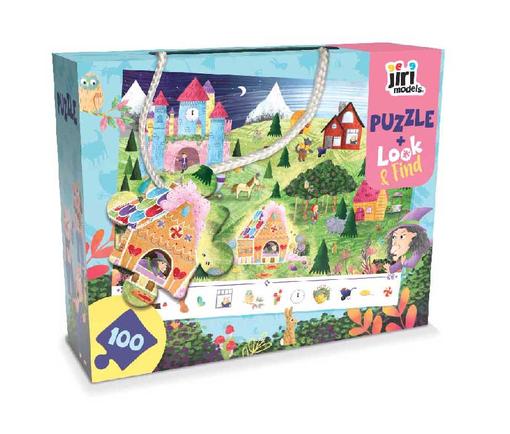 PUZZLE
jiri
models®
PUZZLE
+
Look
& Find
100